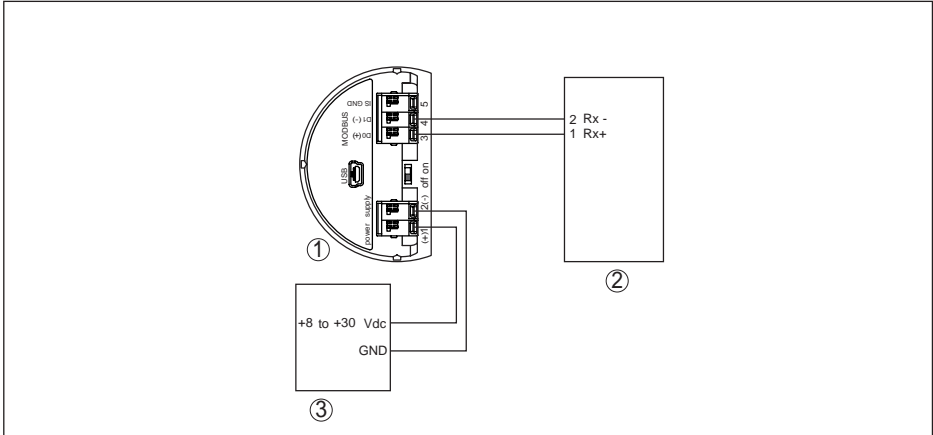 IS GND
D1 (-)
D0 (+)
MODBUS
USB
power supply
5
4
3
off on
2(-)
(+)1
①
2 Rx -
1 Rx+
②
+8 to +30 Vdc
GND
③